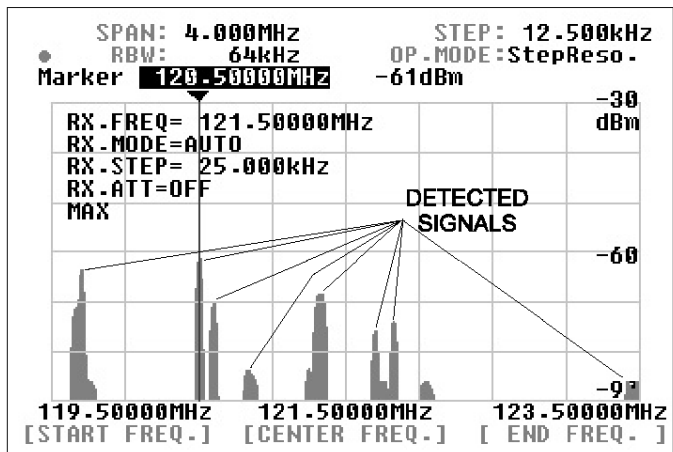 SPAN: 4.000MHz STEP: 12.500kHz
RBW: 64kHz OP.MODE:StepReso.
Marker 120.50000MHz -61dBm
-30
RX.FREQ= 121.50000MHz dBm
RX.MODE=AUTO
RX.STEP= 25.000kHz
RX.ATT=OFF
MAX
DETECTED
SIGNALS
-60
119.50000MHz 121.50000MHz 123.50000MHz
[START FREQ.] [CENTER FREQ.] [ END FREQ. ]